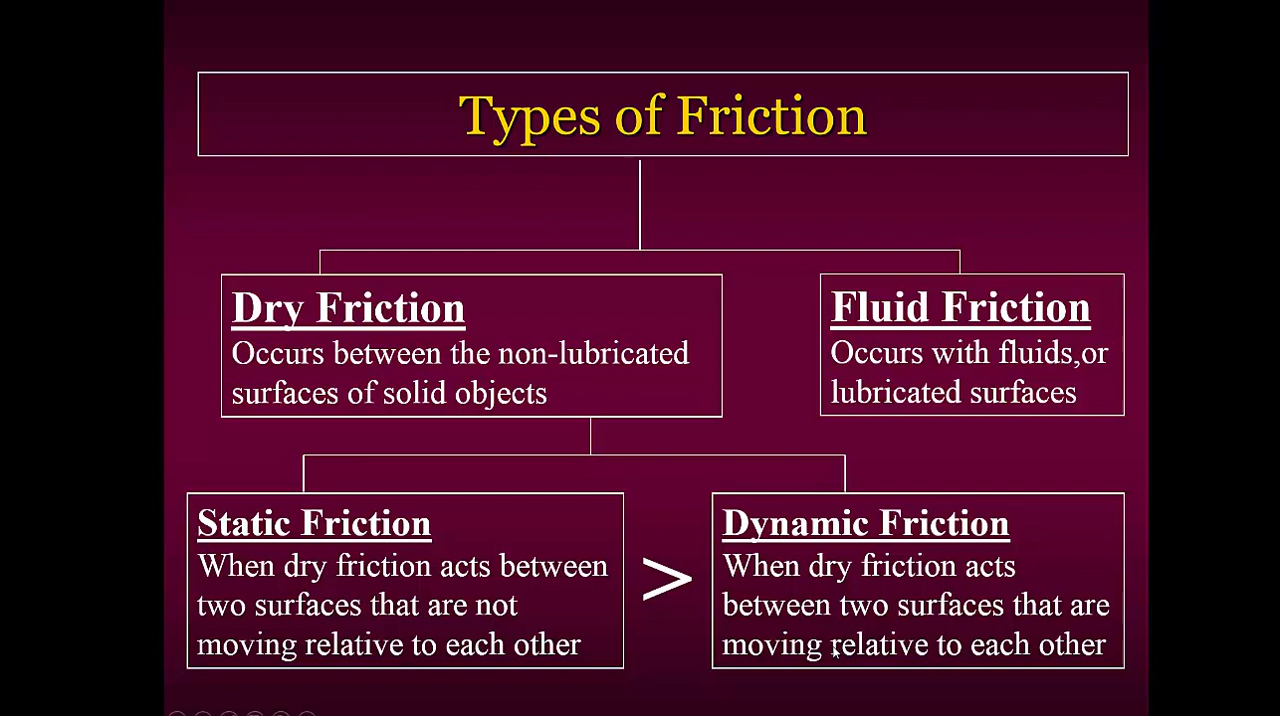 Types of Friction
Dry Friction
Occurs between the non-lubricated
surfaces of solid objects
Fluid Friction
Occurs with fluids,or
lubricated surfaces
Static Friction
When dry friction acts between
two surfaces that are not
moving relative to each other
>
Dynamic Friction
When dry friction acts
between two surfaces that are
moving relative to each other